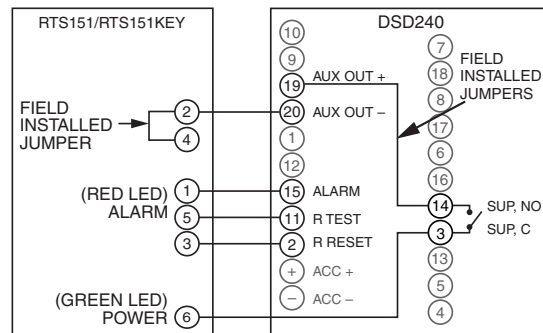 RTS151/RTS151KEY
DSD240
FIELD
INSTALLED
JUMPER
2
4
(RED LED)
ALARM
1
5
3
(GREEN LED)
POWER
6
10
9
19 AUX OUT +
20 AUX OUT –
1
12
15 ALARM
11 R TEST
2 R RESET
+ ACC +
– ACC –
FIELD
INSTALLED
JUMPERS
7
18
8
17
6
16
14 SUP, NO
3 SUP, C
13
5
4